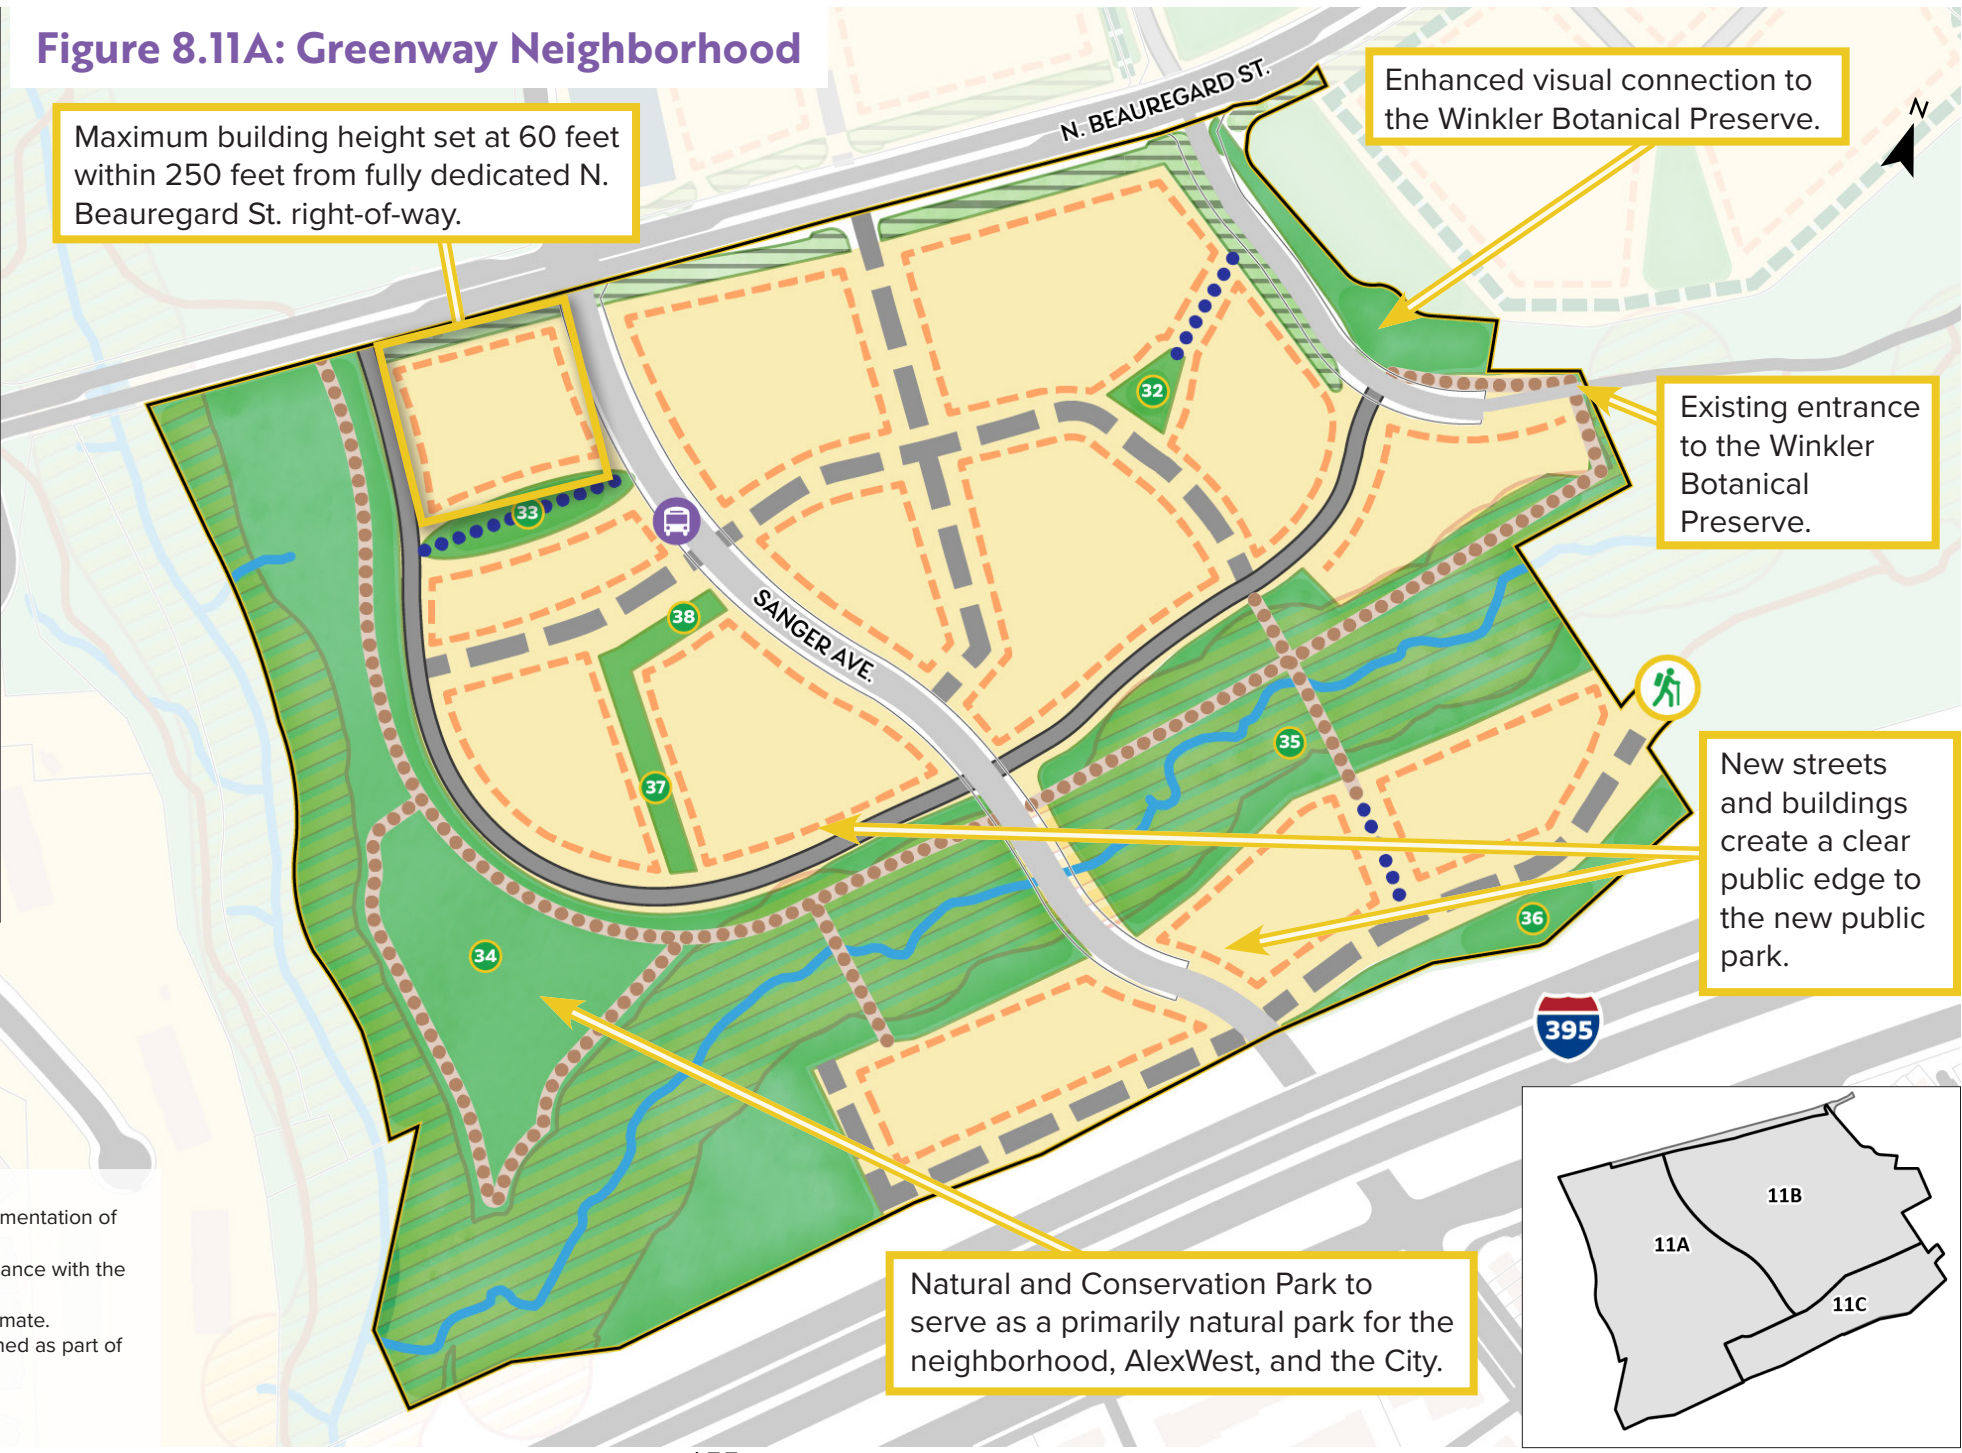 Figure 8.11A: Greenway Neighborhood
Maximum building height set at 60 feet
within 250 feet from fully dedicated N.
Beauregard St. right-of-way.
N. BEAUREGARD ST.
Enhanced visual connection to
the Winkler Botanical Preserve.
N
Existing entrance
to the Winkler
Botanical
Preserve.
32
33
38
SANGER AVE.
37
35
34
36
New streets
and buildings
create a clear
public edge to
the new public
park.
395
Natural and Conservation Park to
serve as a primarily natural park for the
neighborhood, AlexWest, and the City.
11A
11B
11C
mentation of
ance with the
mate.
ned as part of